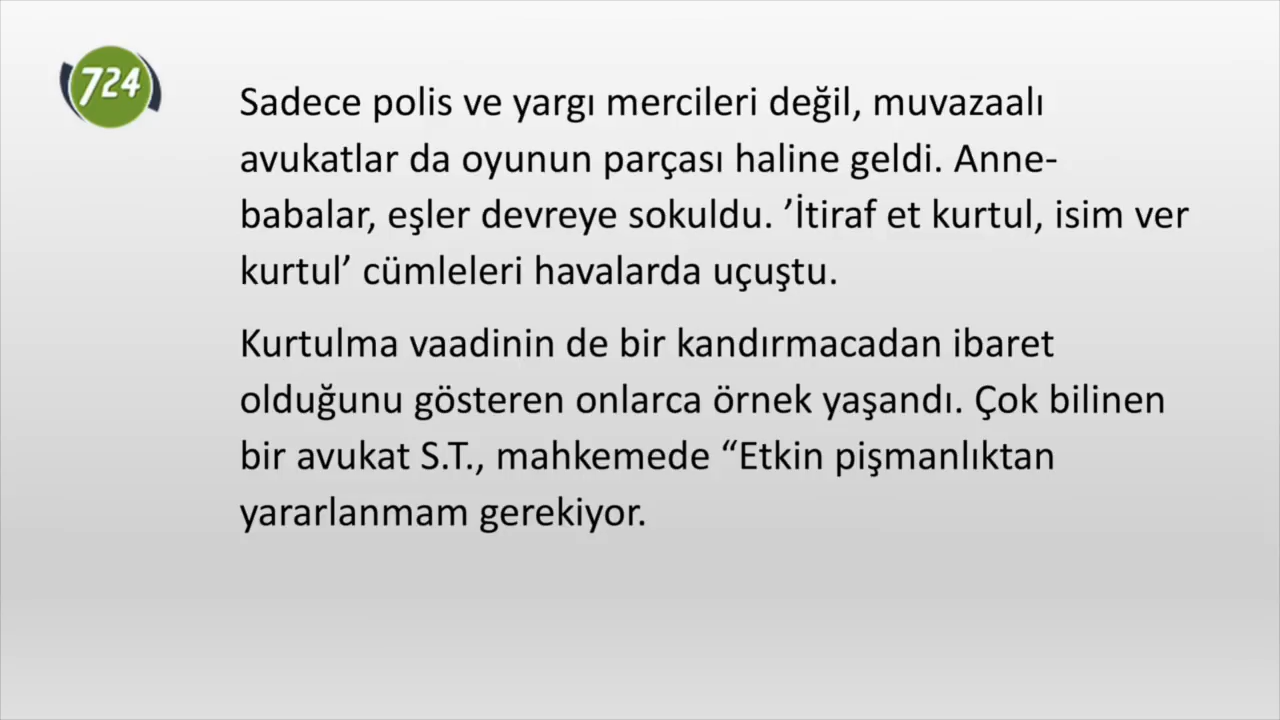 724
Sadece polis ve yargı mercileri değil, muvazaalı
avukatlar da oyunun parçası haline geldi. Anne-
babalar, eşler devreye sokuldu. ’İtiraf et kurtul, isim ver
kurtul’ cümleleri havalarda uçuştu.
Kurtulma vaadinin de bir kandırmacadan ibaret
olduğunu gösteren onlarca örnek yaşandı. Çok bilinen
bir avukat S.T., mahkemede “Etkin pişmanlıktan
yararlanmam gerekiyor.